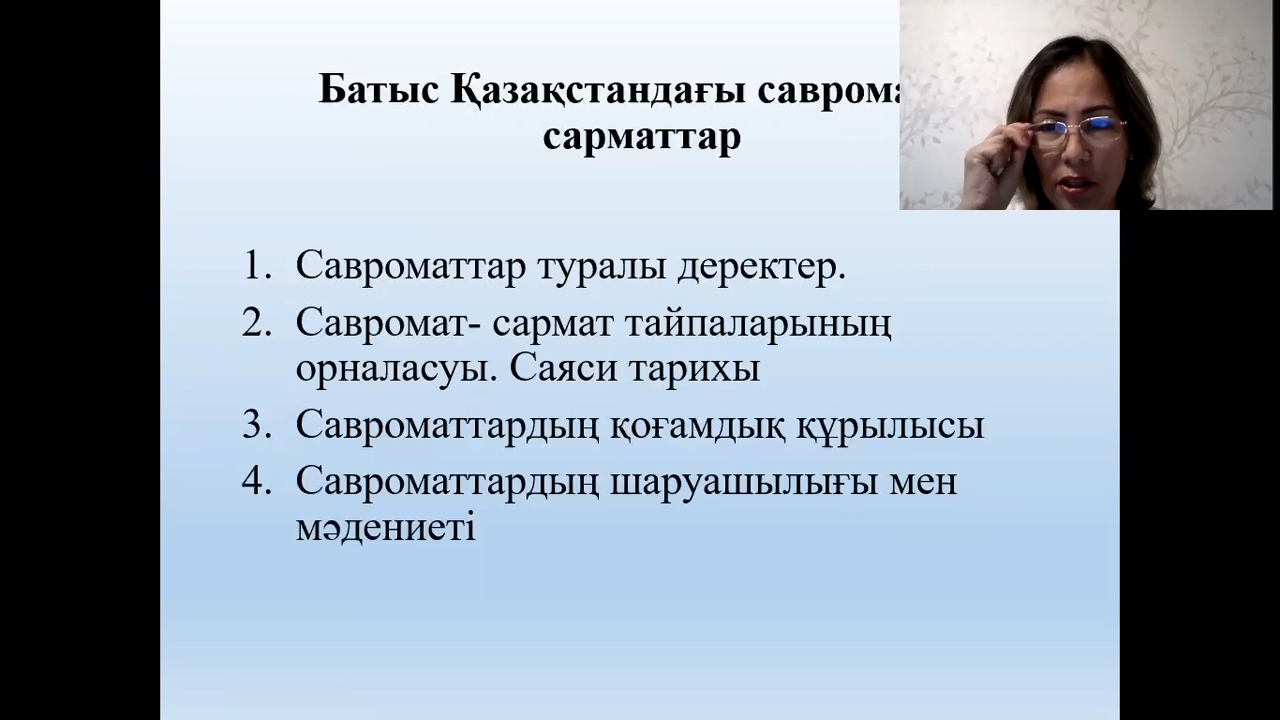 Батыс Қазақстандағы
сарматтар
1. Савроматтар туралы деректер.
2. Савромат- сармат тайпаларының
орналасуы. Саяси тарихы
3. Савроматтардың қоғамдық құрылысы
4. Савроматтардың шаруашылығы мен
мәдениеті